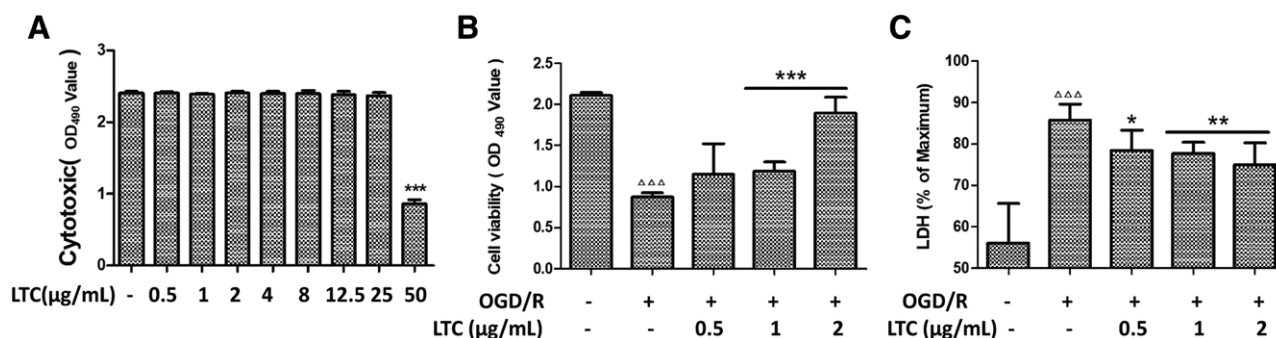 A
Cytotoxic( OD490 Value )
3
2
1
0
***
LTC(µg/mL) - 0.5 1 2 4 8 12.5 25 50
B
Cell viability ( OD 490 Value )
2.5
2.0
1.5
1.0
0.5
0.0
△△△
***
OGD/R - + + + +
LTC (µg/mL) - - 0.5 1 2
C
LDH (% of Maximum)
100
90
80
70
60
50
△△△
*
**
OGD/R - + + + +
LTC (µg/mL) - - 0.5 1 2